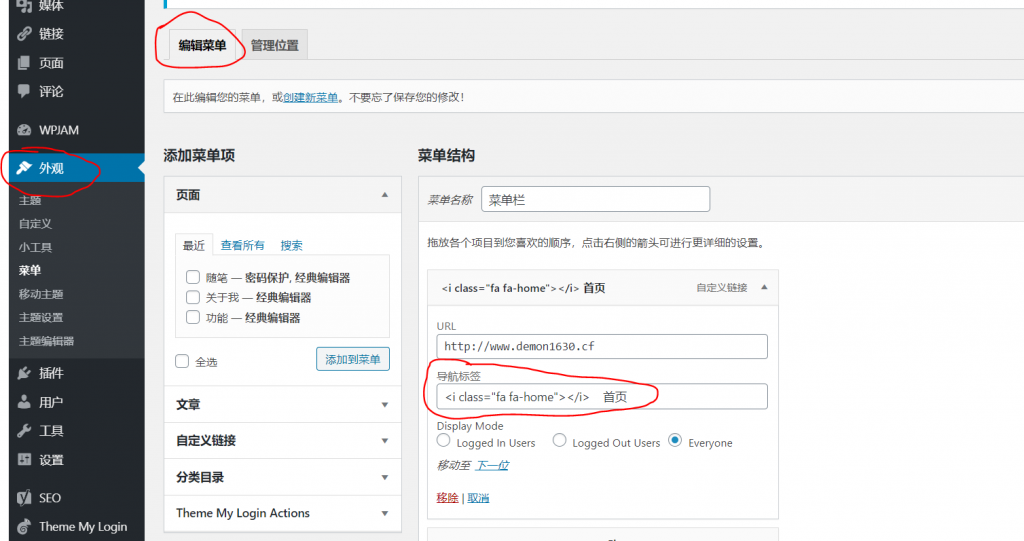 媒体
链接
页面
评论
WPJAM
外观
主题
自定义
小工具
菜单
移动主题
主题设置
主题编辑器
插件
用户
工具
设置
SEO
Theme My Login
编辑菜单 管理位置
在此编辑您的菜单，或创建新菜单。不要忘了保存您的修改！
添加菜单项
页面
最近 查看所有 搜索
随笔 — 密码保护, 经典编辑器
关于我 — 经典编辑器
功能 — 经典编辑器
全选 添加到菜单
文章
自定义链接
分类目录
Theme My Login Actions
菜单结构
菜单名称 菜单栏
拖放各个项目到您喜欢的顺序，点击右侧的箭头可进行更详细的设置。
<i class="fa fa-home"></i> 首页 自定义链接
URL
http://www.demon1630.cf
导航标签
<i class="fa fa-home"></i> 首页
Display Mode
Logged In Users Logged Out Users Everyone
移动至 下一位
移除 | 取消